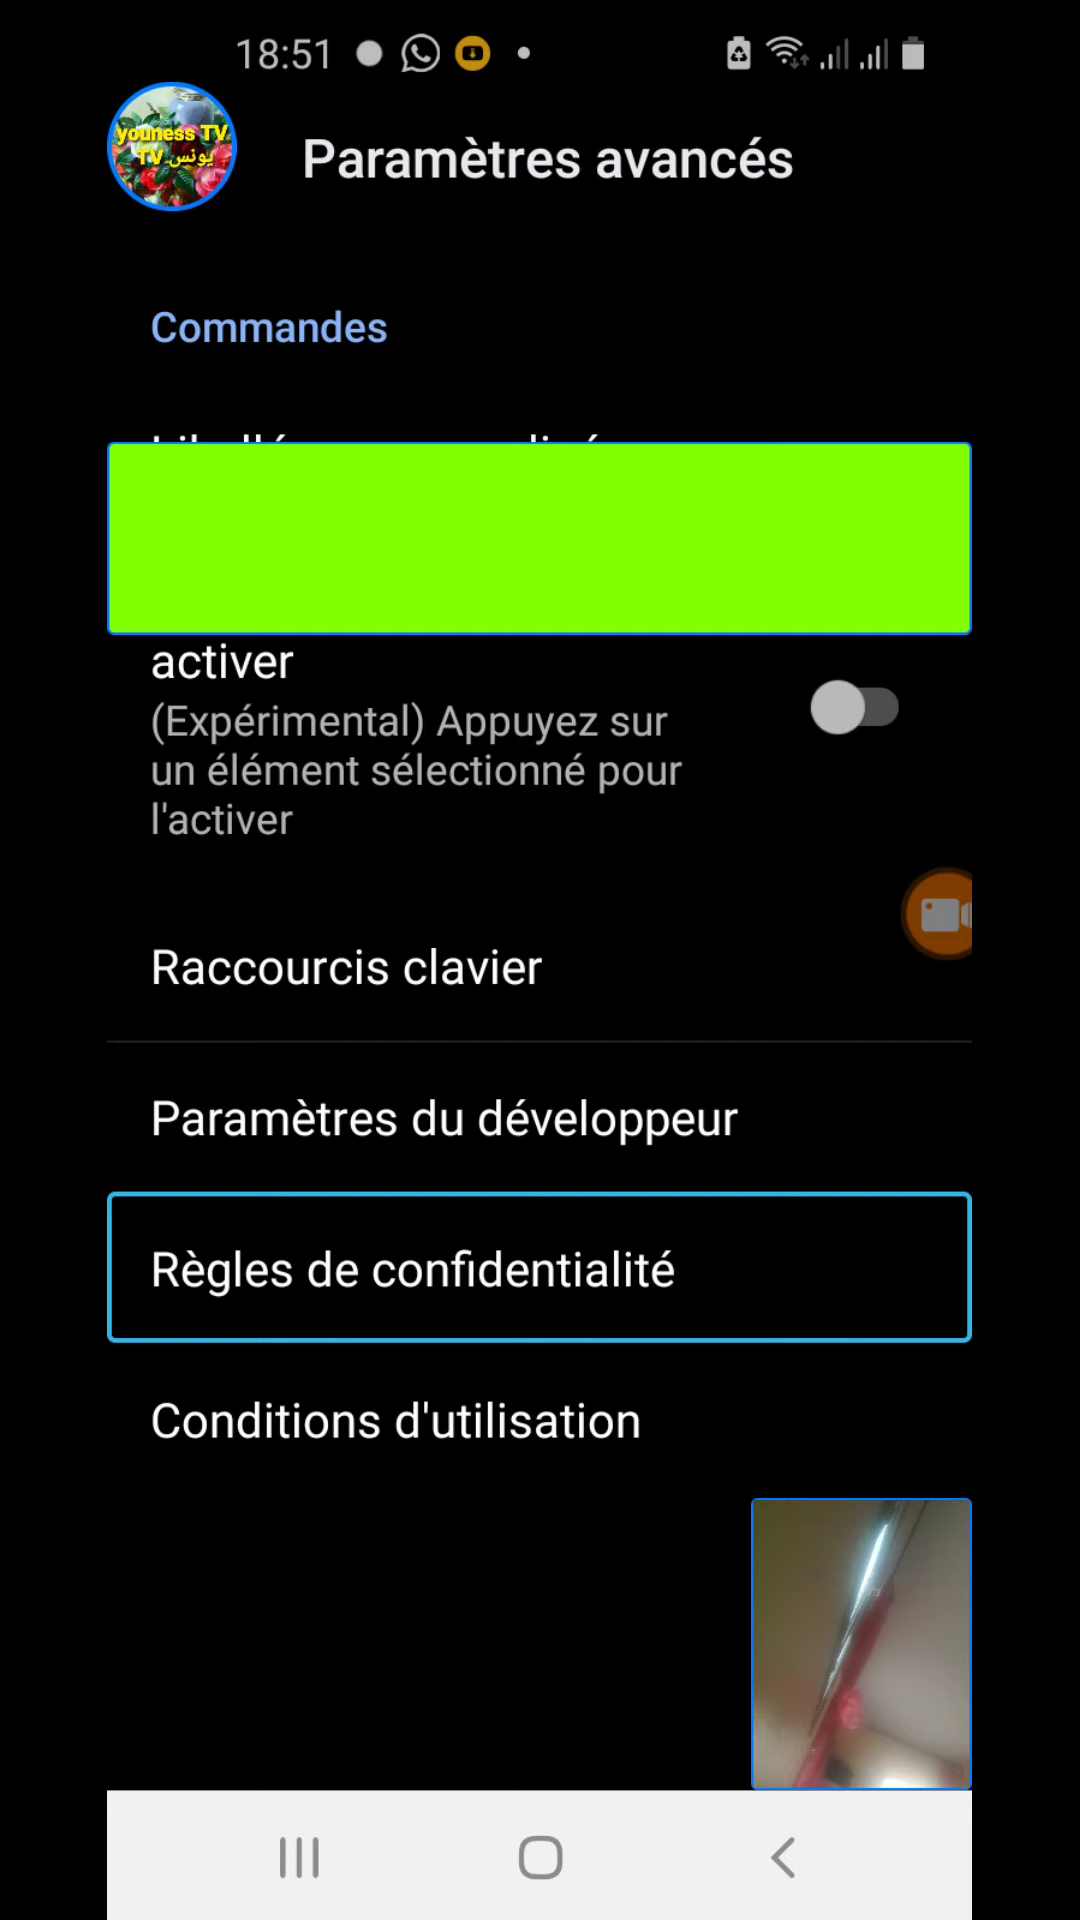 18:51
youness TV
TV يونس
Paramètres avancés
Commandes
activer
(Expérimental) Appuyez sur
un élément sélectionné pour
l'activer
Raccourcis clavier
Paramètres du développeur
Règles de confidentialité
Conditions d'utilisation